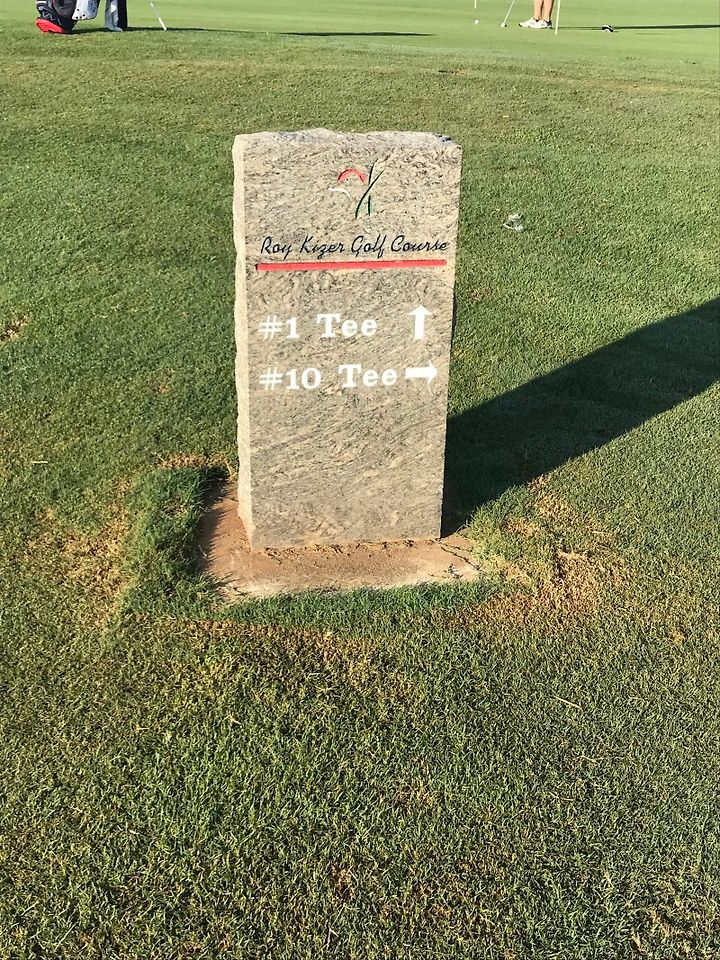 Roy Kizer Golf Course
#1 Tee ↑
#10 Tee →